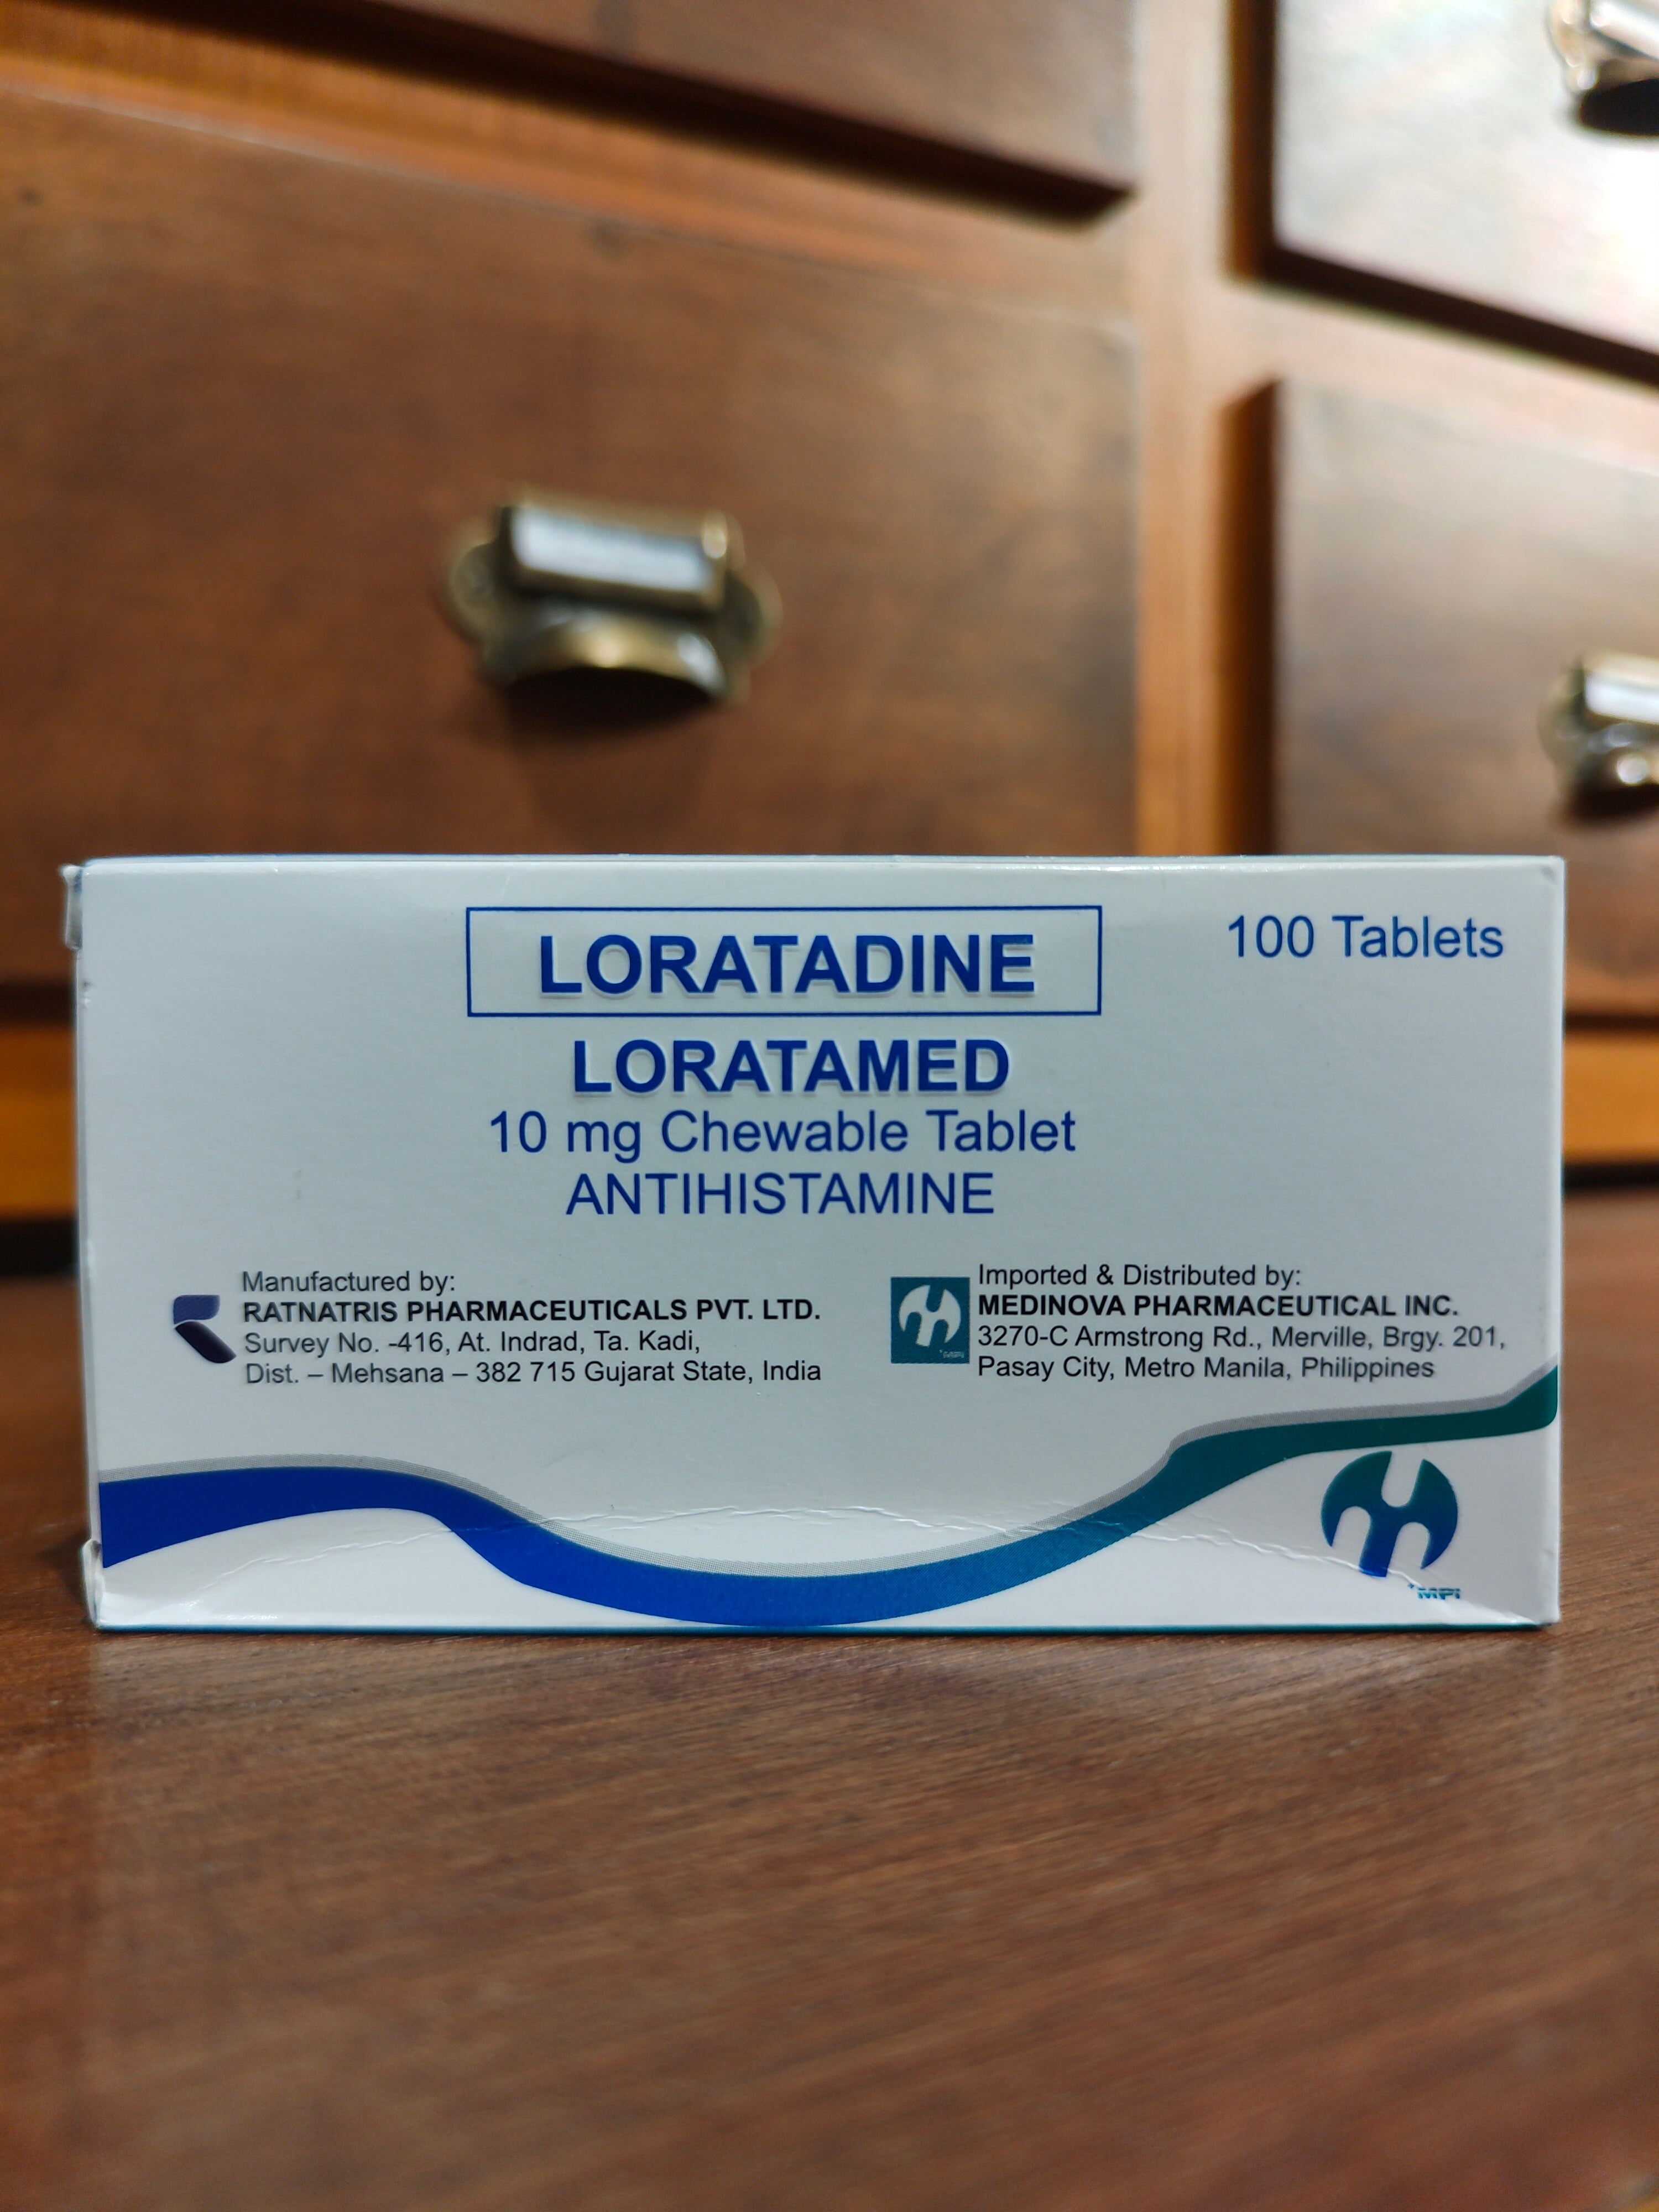 LORATADINE
100 Tablets
LORATAMED
10 mg Chewable Tablet
ANTIHISTAMINE
Manufactured by:
RATNATRIS PHARMACEUTICALS PVT. LTD.
Survey No. -416, At. Indrad, Ta. Kadi,
Dist. – Mehsana – 382 715 Gujarat State, India
Imported & Distributed by:
MEDINOVA PHARMACEUTICAL INC.
3270-C Armstrong Rd., Merville, Brgy. 201,
Pasay City, Metro Manila, Philippines
MPI
MPI